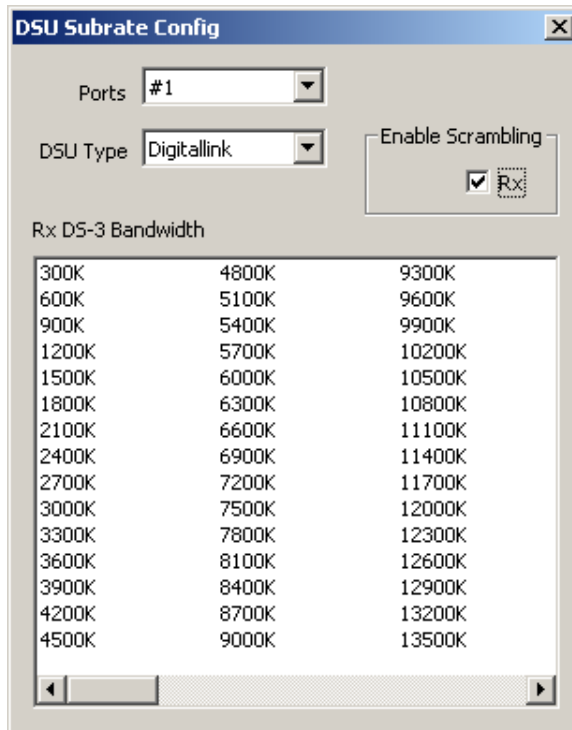 DSU Subrate Config
Ports #1
DSU Type Digitallink
Enable Scrambling
Rx
Rx DS-3 Bandwidth
300K 4800K 9300K
600K 5100K 9600K
900K 5400K 9900K
1200K 5700K 10200K
1500K 6000K 10500K
1800K 6300K 10800K
2100K 6600K 11100K
2400K 6900K 11400K
2700K 7200K 11700K
3000K 7500K 12000K
3300K 7800K 12300K
3600K 8100K 12600K
3900K 8400K 12900K
4200K 8700K 13200K
4500K 9000K 13500K